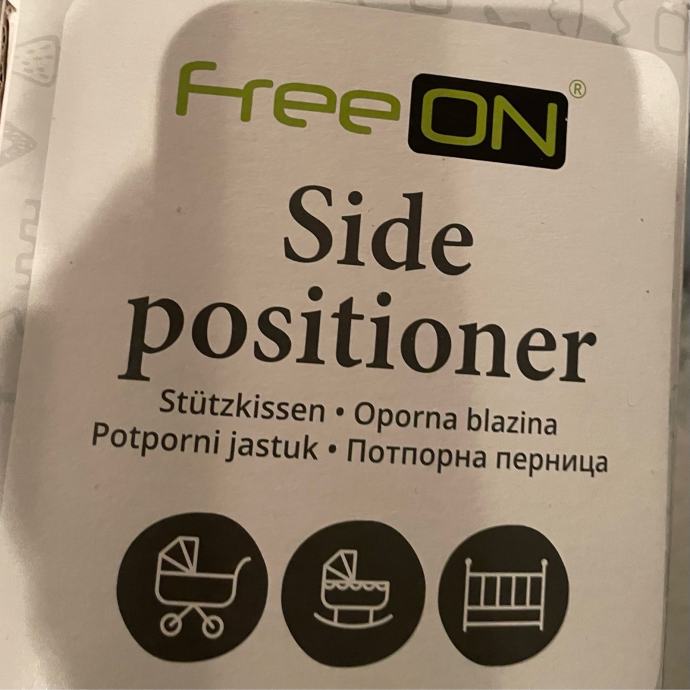 FreeON®
Side
positioner
Stützkissen • Oporna blazina
Potporni jastuk • Потпорна перница